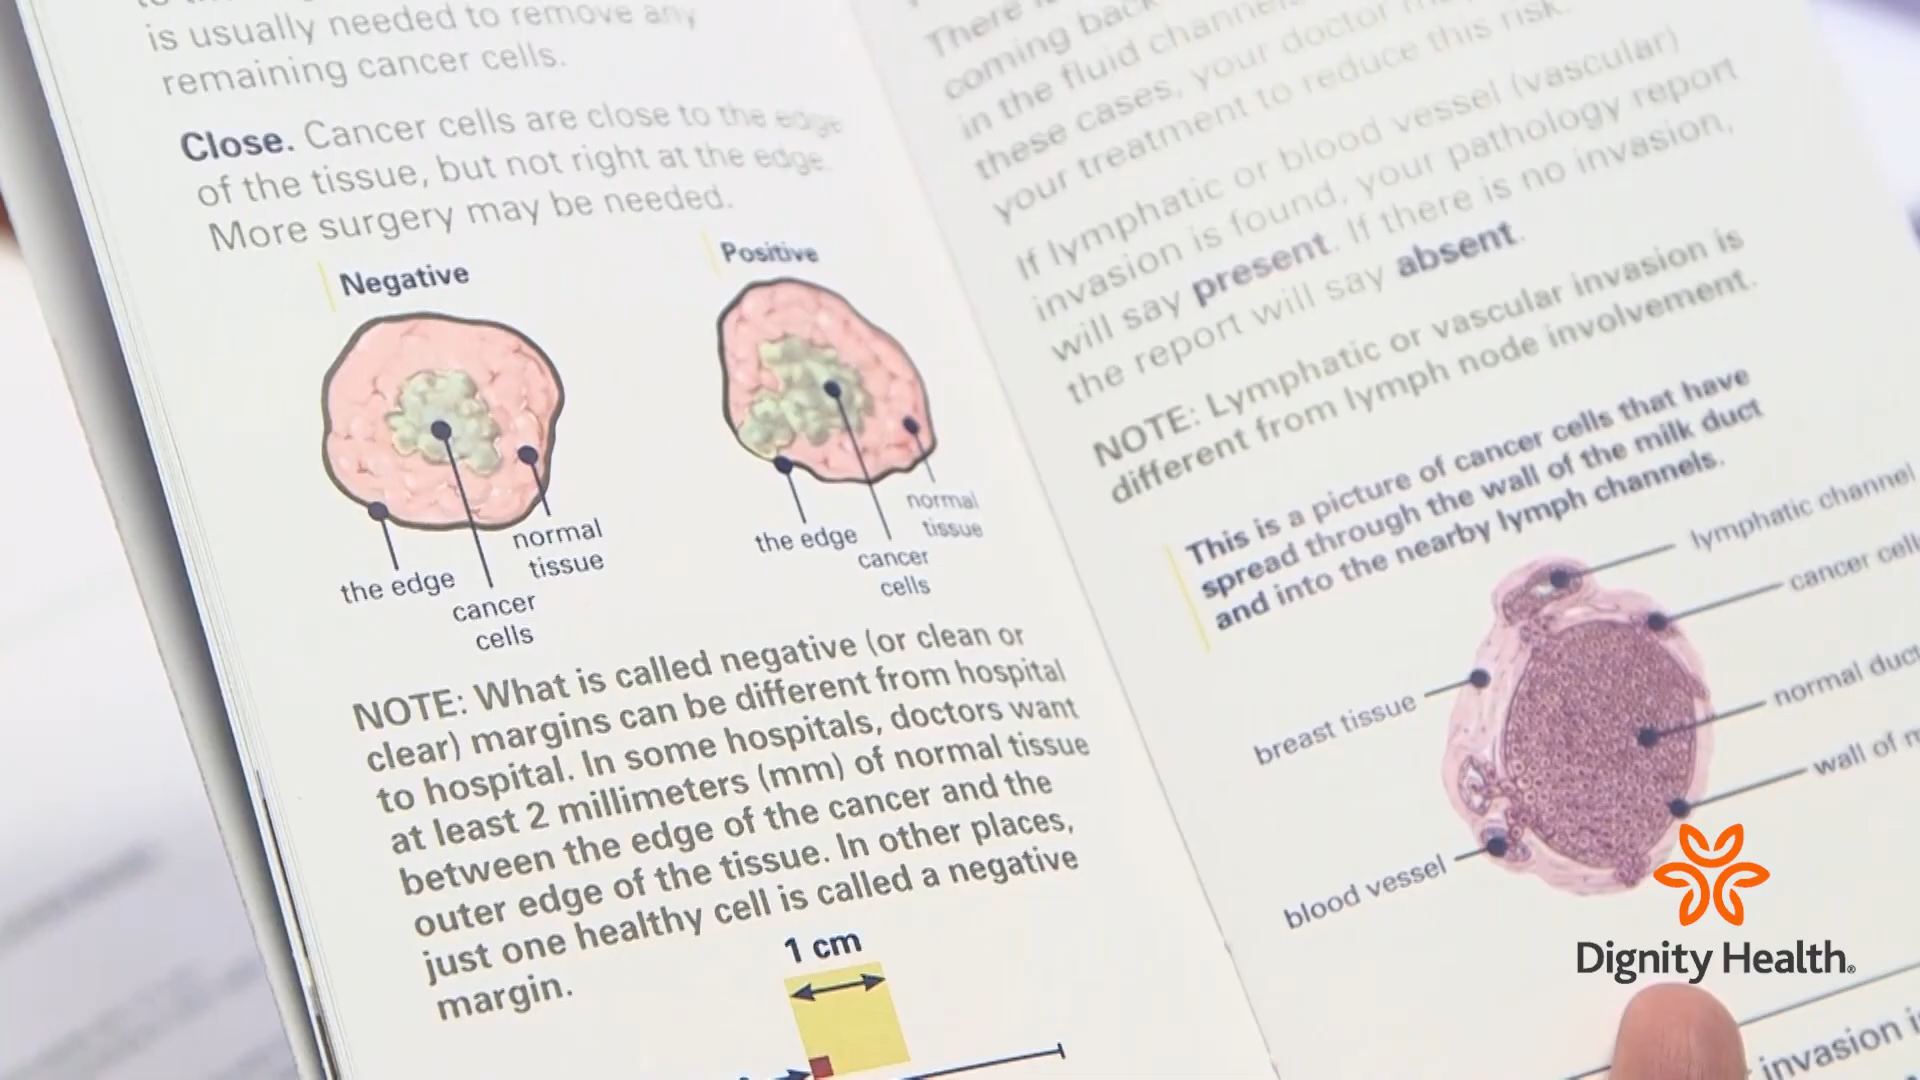 is usually needed to remove any
remaining cancer cells.
Close. Cancer cells are close to the edge
of the tissue, but not right at the edge.
More surgery may be needed.
Negative
the edge
cancer
cells
normal
tissue
Positive
the edge
cancer
cells
normal
tissue
NOTE: What is called negative (or clean or
clear) margins can be different from hospital
to hospital. In some hospitals, doctors want
at least 2 millimeters (mm) of normal tissue
between the edge of the cancer and the
outer edge of the tissue. In other places,
just one healthy cell is called a negative
margin.
1 cm
There
coming back
in the fluid
these cases, your doctor
your treatment to reduce this risk.
If lymphatic or blood vessel (vascular)
invasion is found, your pathology report
will say present. If there is no invasion,
the report will say absent.
NOTE: Lymphatic or vascular invasion is
different from lymph node involvement.
This is a picture of cancer cells that have
spread through the wall of the milk duct
and into the nearby lymph channels.
lymphatic channel
cancer
normal duct
wall of
breast tissue
blood vessel
Dignity Health®
invasion